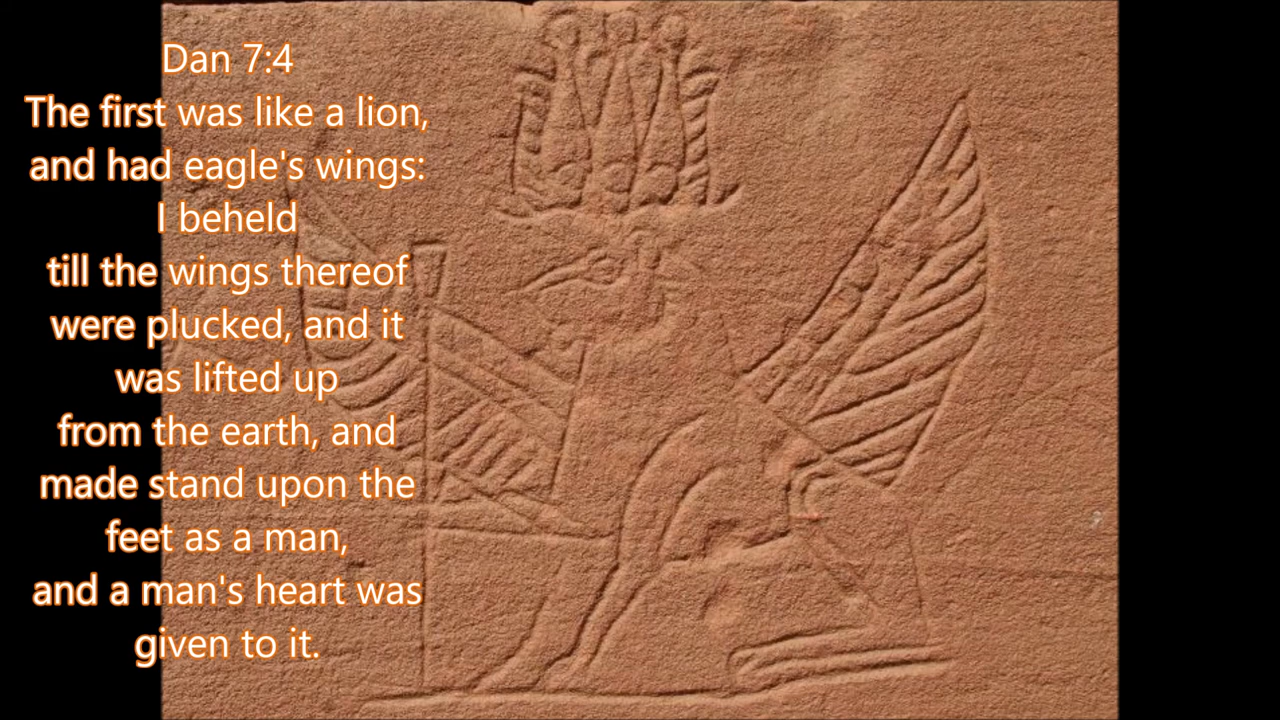 Dan 7:4
The first was like a lion,
and had eagle's wings:
I beheld
till the wings thereof
were plucked, and it
was lifted up
from the earth, and
made stand upon the
feet as a man,
and a man's heart was
given to it.